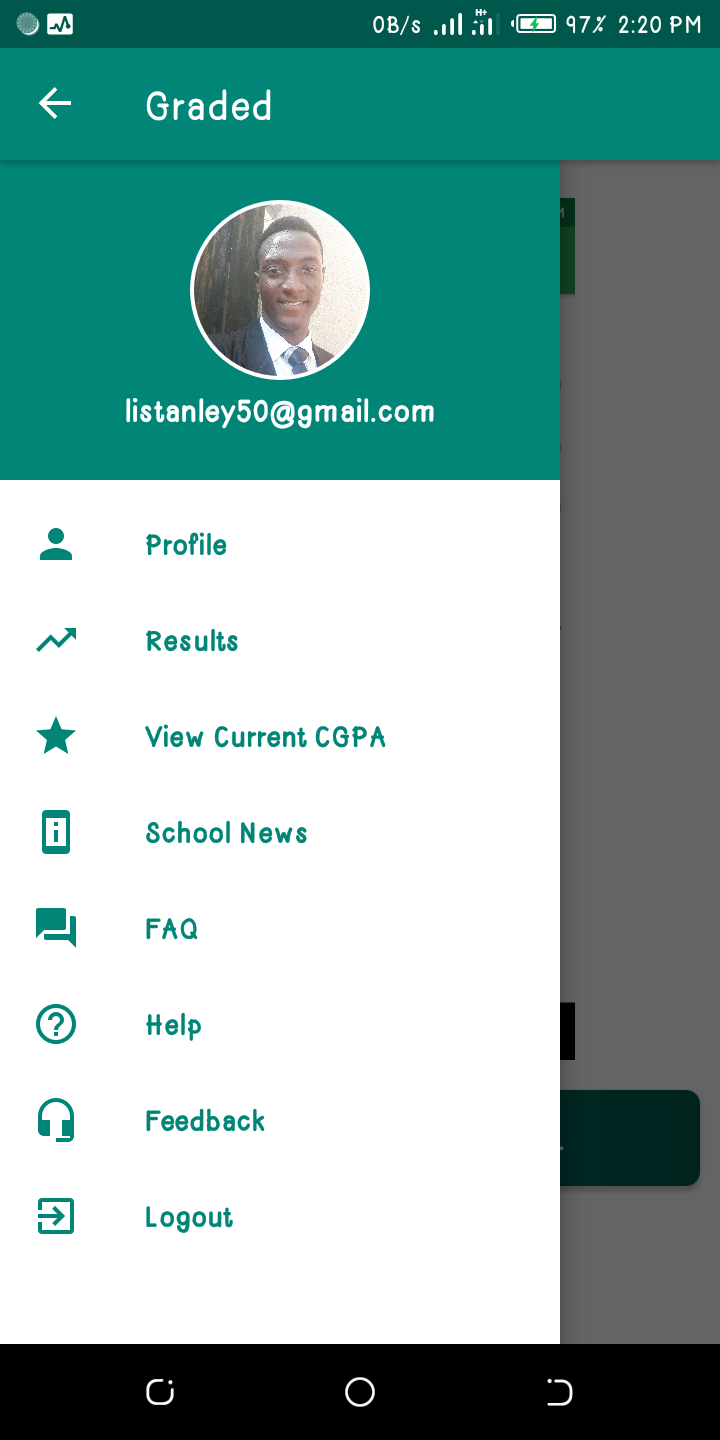 0B/s H+ 97% 2:20 PM
Graded
listanley50@gmail.com
Profile
Results
View Current CGPA
School News
FAQ
Help
Feedback
Logout